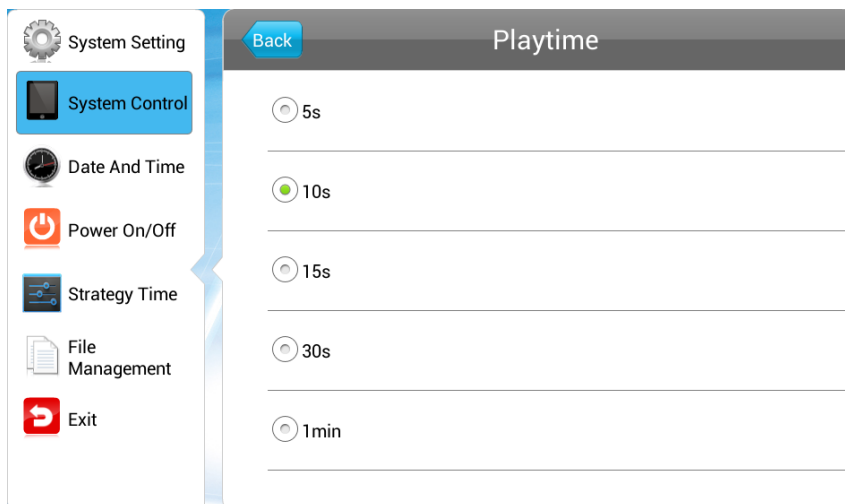 System Setting
System Control
Date And Time
Power On/Off
Strategy Time
File
Management
Exit
Back
Playtime
5s
10s
15s
30s
1min